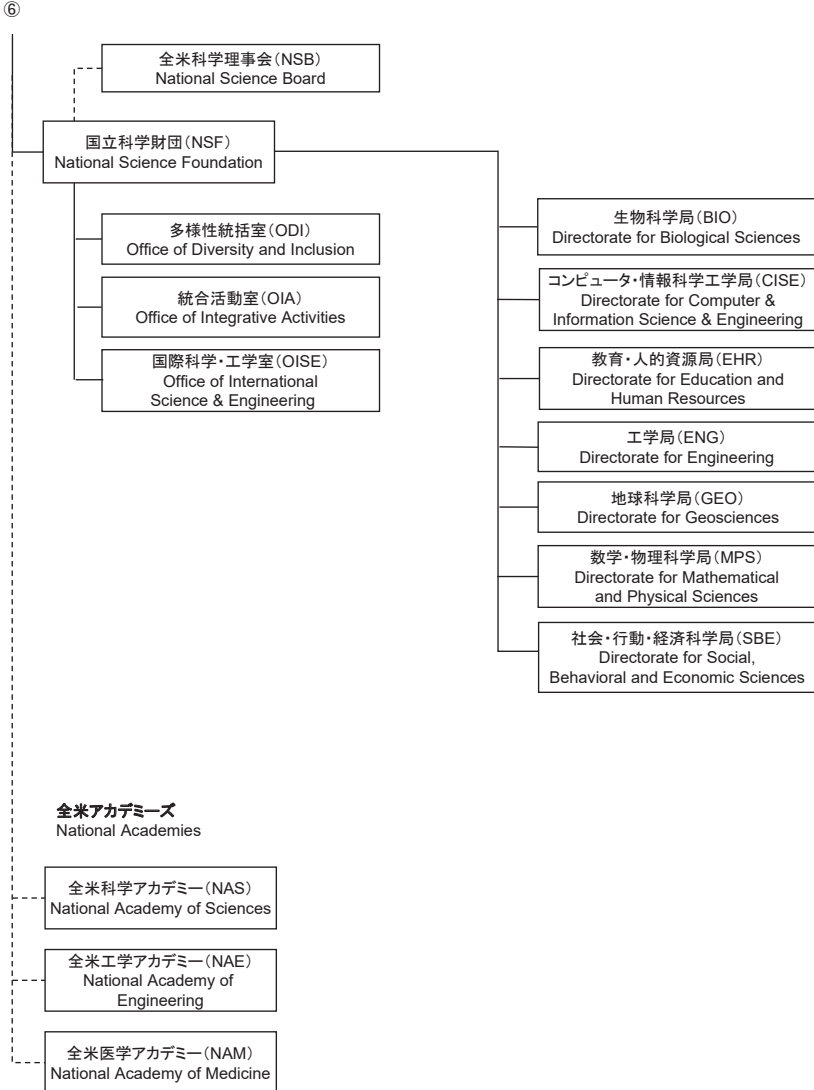 ⑥
全米科学理事会（NSB）
National Science Board
国立科学財団（NSF）
National Science Foundation
多様性統括室（ODI）
Office of Diversity and Inclusion
統合活動室（OIA）
Office of Integrative Activities
国際科学・工学室（OISE）
Office of International
Science & Engineering
生物科学局（BIO）
Directorate for Biological Sciences
コンピュータ・情報科学工学局（CISE）
Directorate for Computer &
Information Science & Engineering
教育・人的資源局（EHR）
Directorate for Education and
Human Resources
工学局（ENG）
Directorate for Engineering
地球科学局（GEO）
Directorate for Geosciences
数学・物理科学局（MPS）
Directorate for Mathematical
and Physical Sciences
社会・行動・経済科学局（SBE）
Directorate for Social,
Behavioral and Economic Sciences
全米アカデミーズ
National Academies
全米科学アカデミー（NAS）
National Academy of Sciences
全米工学アカデミー（NAE）
National Academy of
Engineering
全米医学アカデミー（NAM）
National Academy of Medicine